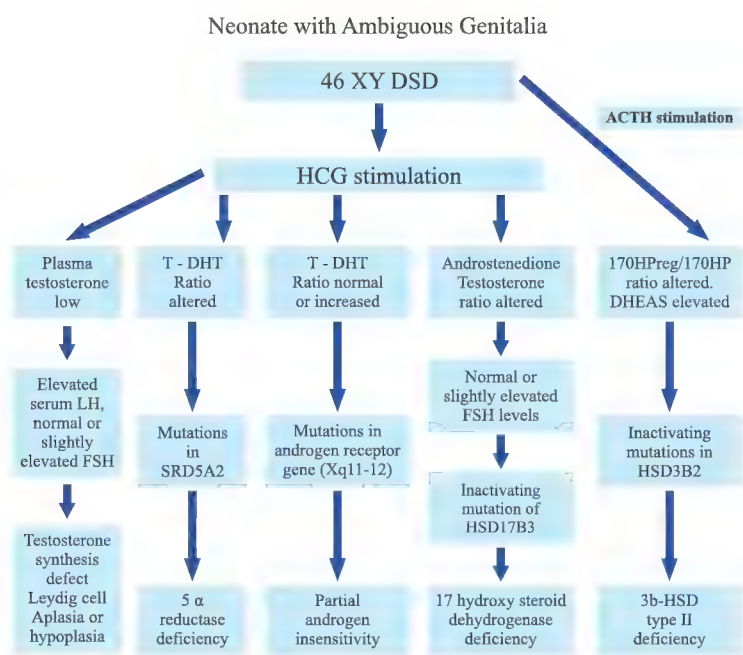 Neonate with Ambiguous Genitalia
46 XY DSD
ACTH stimulation
HCG stimulation
Plasma
testosterone
low
T - DHT
Ratio
altered
T - DHT
Ratio normal
or increased
Androstenedione
Testosterone
ratio altered
170HPreg/170HP
ratio altered.
DHEAS elevated
Elevated
serum LH,
normal or
slightly
elevated FSH
Mutations
in
SRD5A2
Mutations in
androgen receptor
gene (Xq11-12)
Normal or
slightly elevated
FSH levels
Inactivating
mutation of
HSD17B3
Inactivating
mutations in
HSD3B2
Testosterone
synthesis
defect
Leydig cell
Aplasia or
hypoplasia
5 α
reductase
deficiency
Partial
androgen
insensitivity
17 hydroxy steroid
dehydrogenase
deficiency
3b-HSD
type II
deficiency